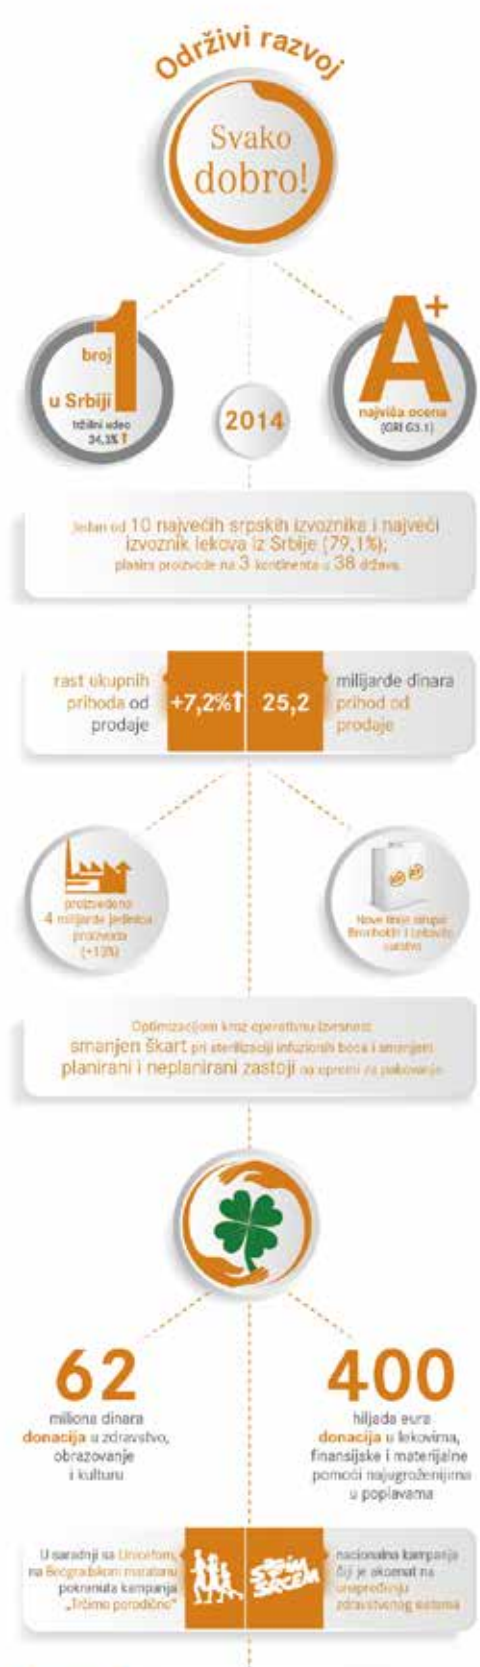 Održivi razvoj
Svako
dobro!
broj 1
u Srbiji
tržišni udeo
34,3%
A+
najviša ocena
(GRI G3.1)
2014
Jedan od 10 najvećih srpskih izvoznika i najveći
izvoznik lekova iz Srbije (79,1%);
plasira proizvode na 3 kontinenta u 38 država.
rast ukupnih
prihoda od
prodaje
+7,2%
25,2
milijarde dinara
prihod od
prodaje
proizvedeno
4 milijarde jedinica
proizvoda
(+13%)
Nove linije sirupa
Bronhoklir i
Optimizacijom kroz operativnu izvrsnost
smanjen škart pri sterilizaciji infuzionih boca i smanjeni
planirani i neplanirani zastoji na opremi za pakovanje
62
miliona dinara
donacija u zdravstvo,
obrazovanje
i kulturu
400
hiljada eura
donacija u lekovima,
finansijske i materijalne
pomoći najugroženijima
u poplavama
U saradnji sa Unicefom,
na Beogradskom maratonu
pokrenuta kampanja
„Trčimo porodično“
SRCEM
nacionalna kampanja
čiji je akcenat na
unapređenju
zdravstvenog sistema